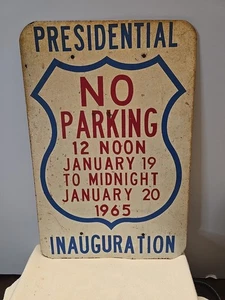 PRESIDENTIAL
NO
PARKING
12 NOON
JANUARY 19
TO MIDNIGHT
JANUARY 20
1965
INAUGURATION